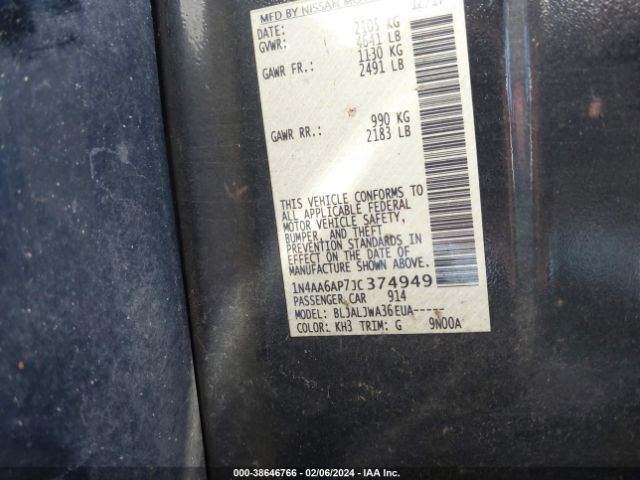 MFD BY NISSAN
DATE: 12/17
GVWR: 2105 KG
4641 LB
GAWR FR.: 1130 KG
2491 LB
GAWR RR.: 990 KG
2183 LB
THIS VEHICLE CONFORMS TO
ALL APPLICABLE FEDERAL
MOTOR VEHICLE SAFETY,
BUMPER, AND THEFT
PREVENTION STANDARDS IN
EFFECT ON THE DATE OF
MANUFACTURE SHOWN ABOVE.
1N4AA6AP7JC374949
PASSENGER CAR 914
MODEL: BLJALJWA36EUA-----
COLOR: KH3 TRIM: G 9N00A
000-38646766 - 02/06/2024 - IAA Inc.